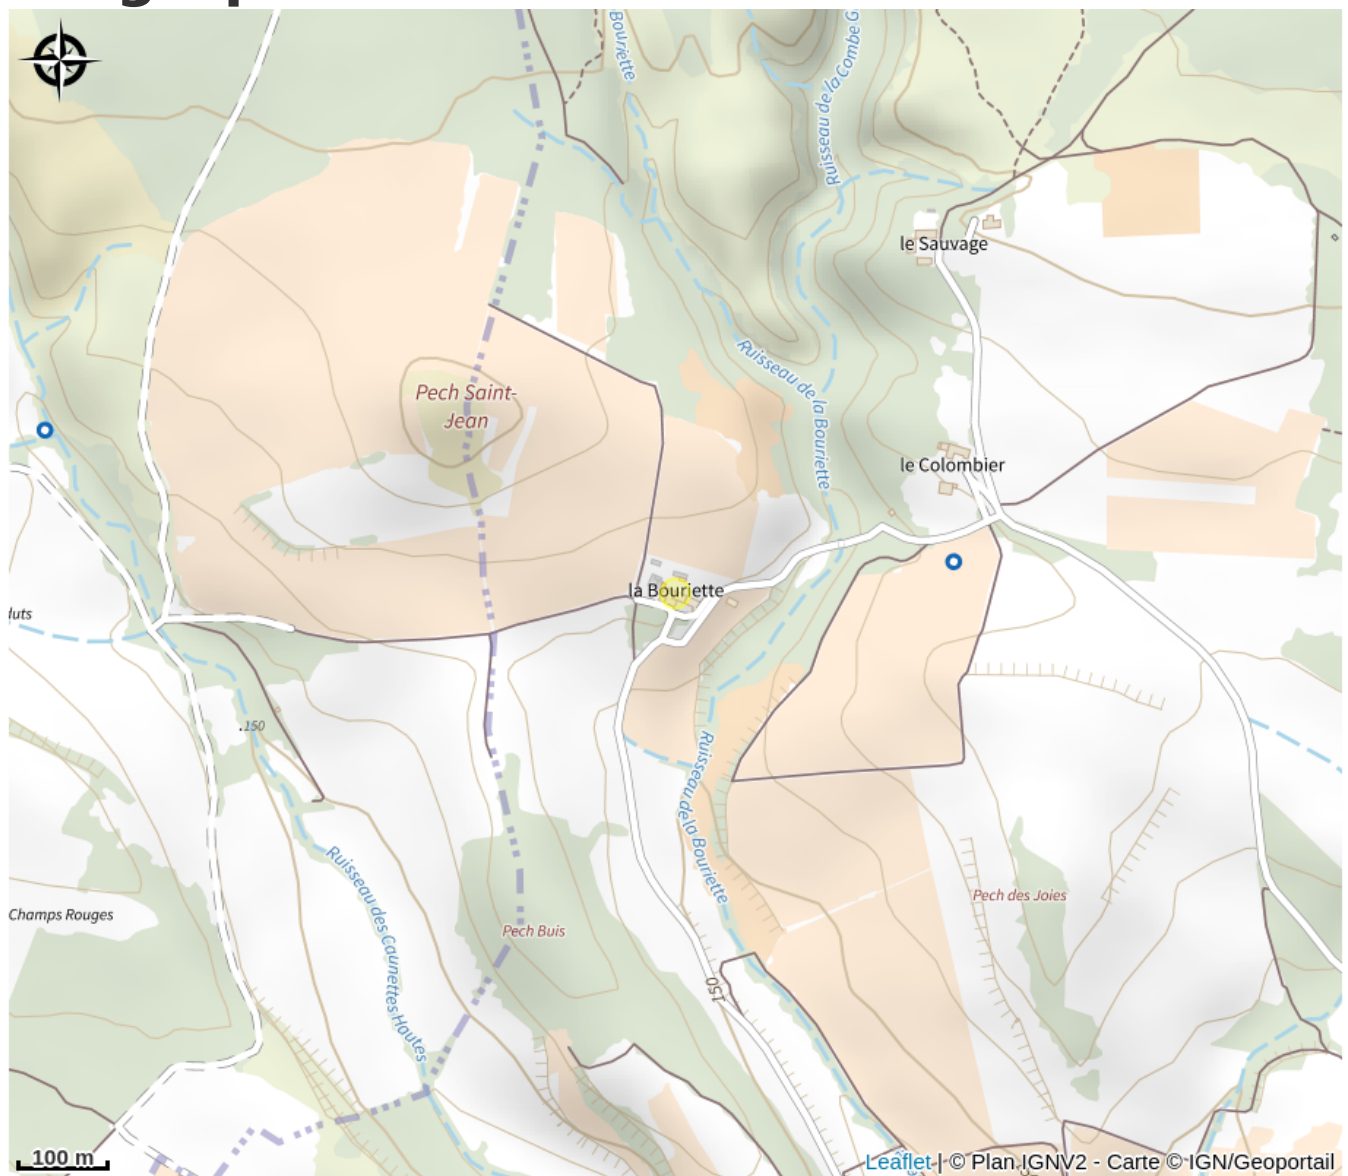 Bouriette
Ruisseau de la Combe G
le Sauvage
Ruisseau de la Bouriette
Pech Saint-
Jean
le Colombier
la Bouriette
duts
.150
Ruisseau de la Bouriette
Ruisseau des Caunettes Hautes
Pech des Joies
Champs Rouges
Pech Buis
150
100 m
Leaflet | © Plan IGNV2 - Carte © IGN/Geoportail